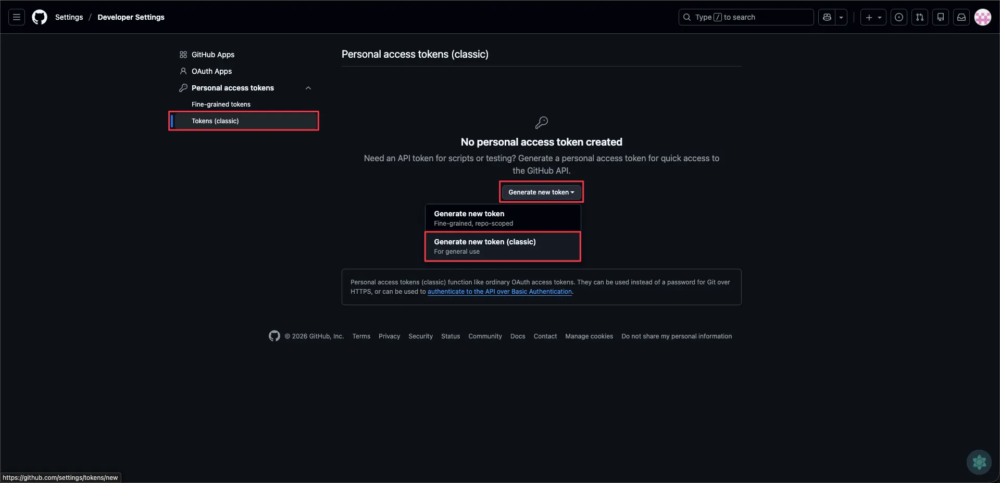 Settings / Developer Settings
Type / to search
GitHub Apps
OAuth Apps
Personal access tokens
Fine-grained tokens
Tokens (classic)
Personal access tokens (classic)
No personal access token created
Need an API token for scripts or testing? Generate a personal access token for quick access to
the GitHub API.
Generate new token
Generate new token
Fine-grained, repo-scoped
Generate new token (classic)
For general use
Personal access tokens (classic) function like ordinary OAuth access tokens. They can be used instead of a password for Git over
HTTPS, or can be used to authenticate to the API over Basic Authentication.
© 2026 GitHub, Inc. Terms Privacy Security Status Community Docs Contact Manage cookies Do not share my personal information
https://github.com/settings/tokens/new